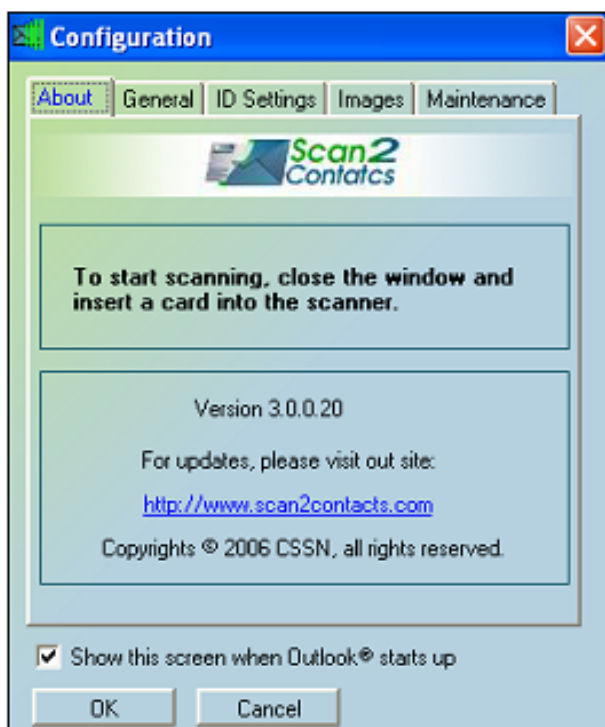 Configuration
About General ID Settings Images Maintenance
Scan2
Contatcs
To start scanning, close the window and
insert a card into the scanner.
Version 3.0.0.20
For updates, please visit out site:
http://www.scan2contacts.com
Copyrights © 2006 CSSN, all rights reserved.
Show this screen when Outlook® starts up
OK Cancel